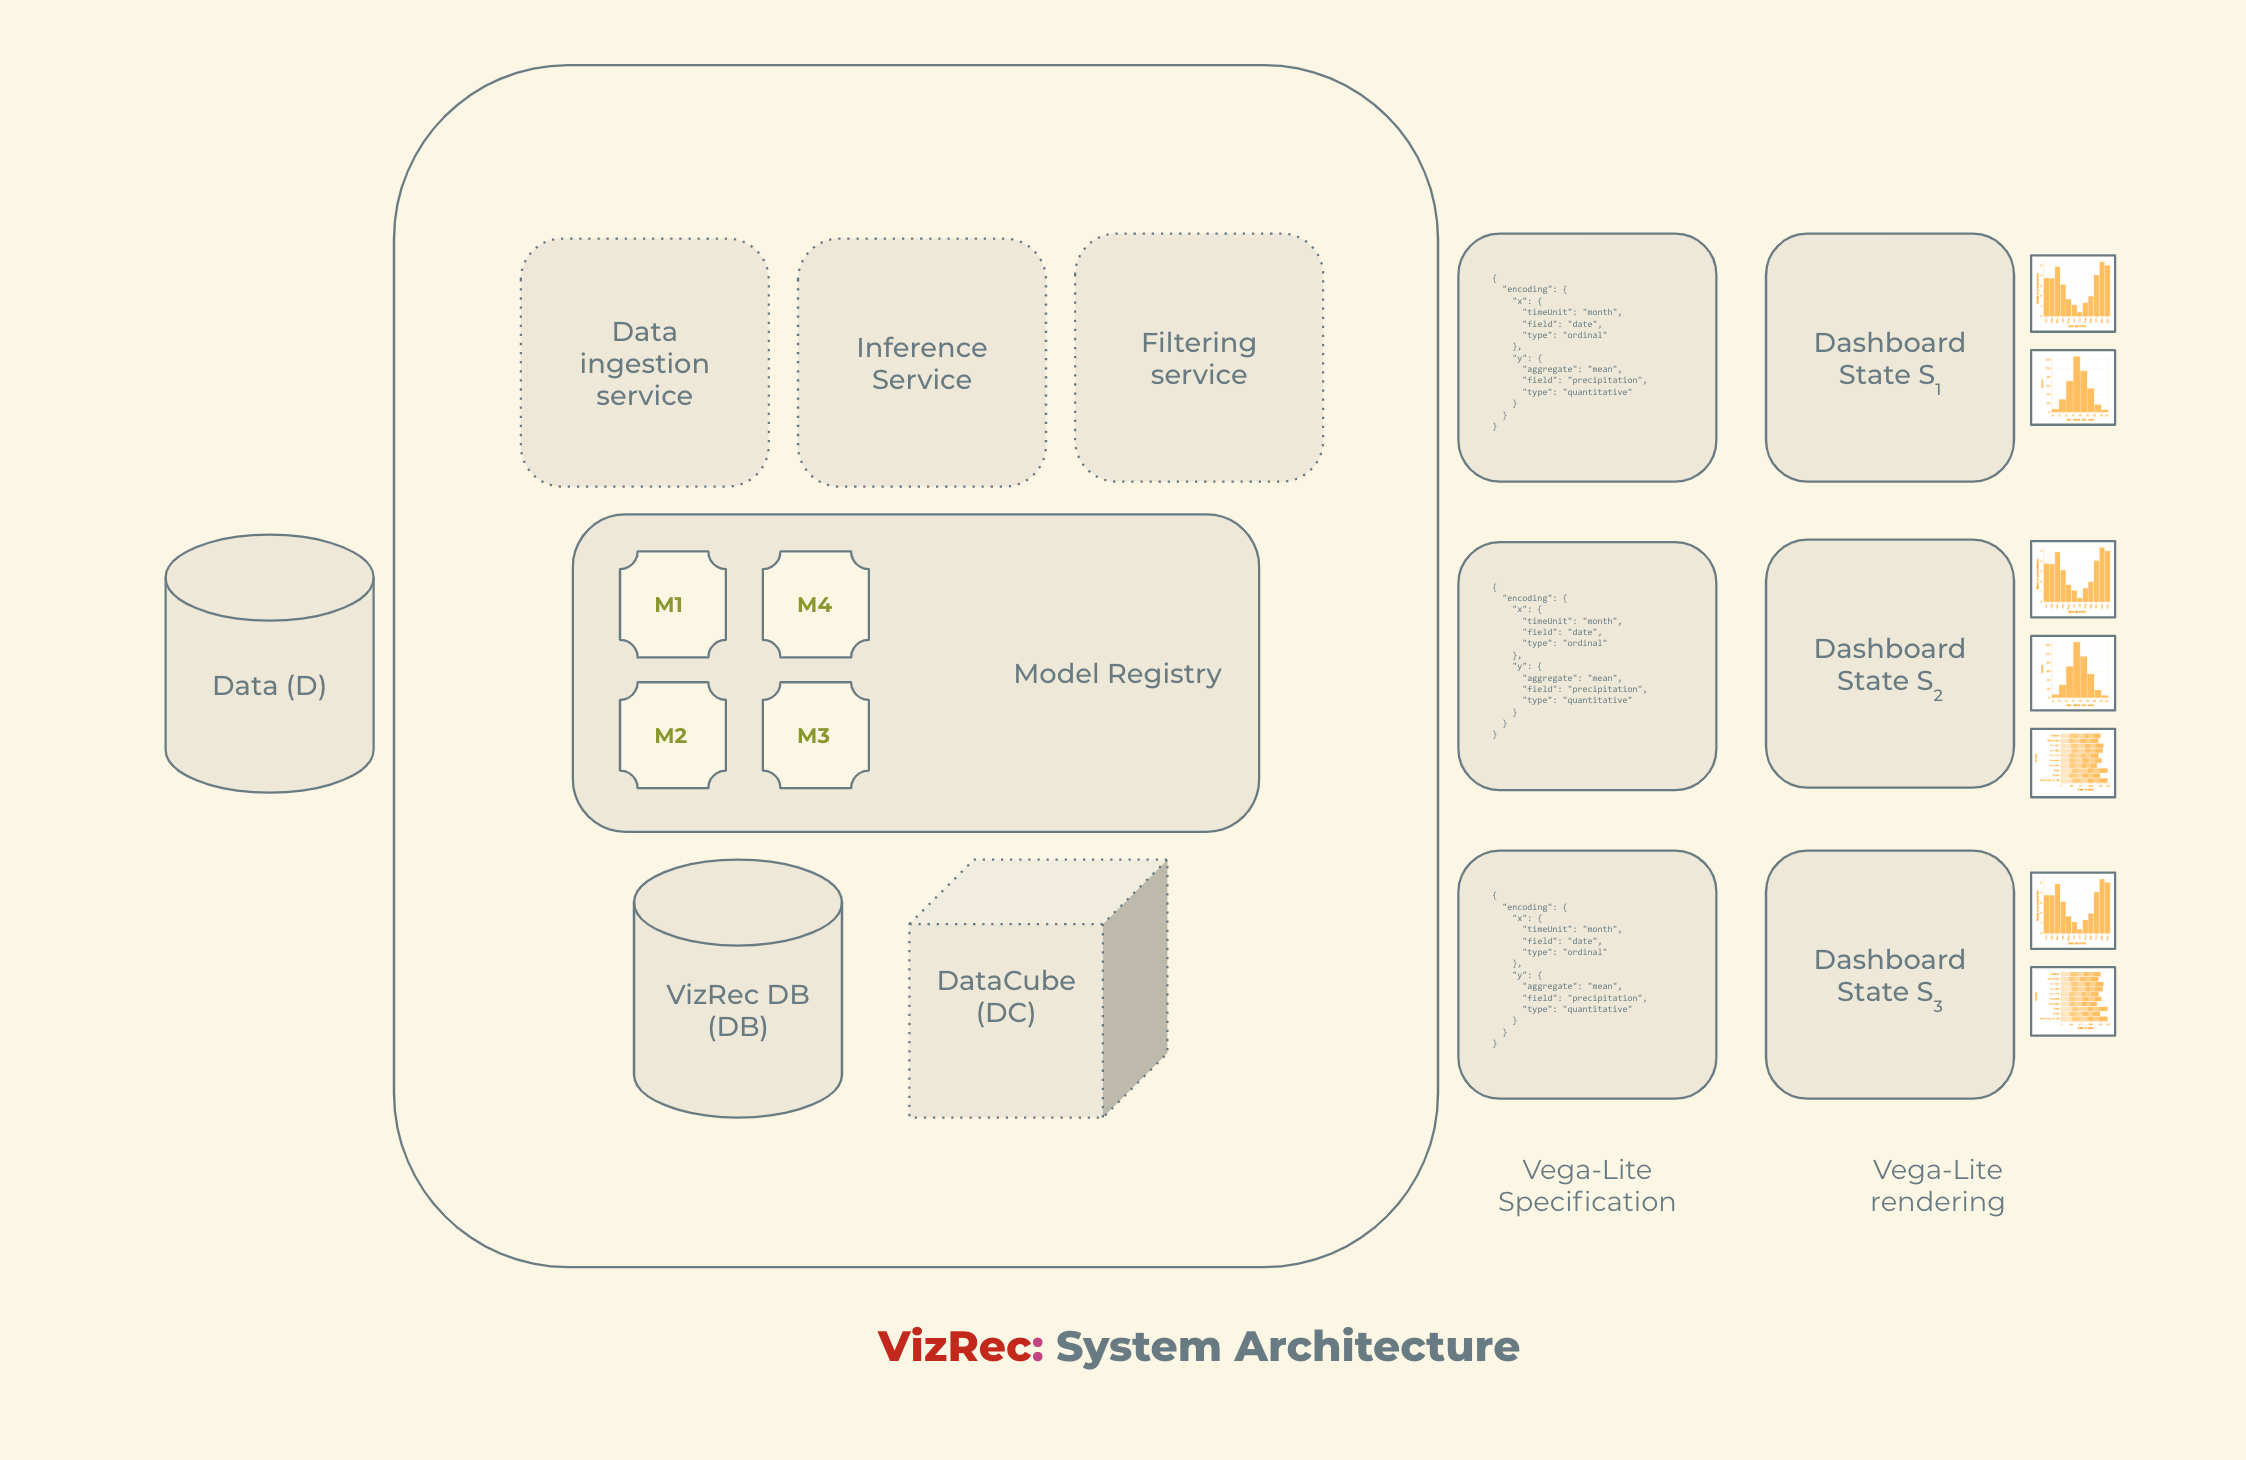 Data (D)
Data
ingestion
service
Inference
Service
Filtering
service
M1
M4
M2
M3
Model Registry
VizRec DB
(DB)
DataCube
(DC)
{
"encoding": {
"x": {
"timeUnit": "month",
"field": "date",
"type": "ordinal"
},
"y": {
"aggregate": "mean",
"field": "precipitation",
"type": "quantitative"
}
}
}
Dashboard
State S1
{
"encoding": {
"x": {
"timeUnit": "month",
"field": "date",
"type": "ordinal"
},
"y": {
"aggregate": "mean",
"field": "precipitation",
"type": "quantitative"
}
}
}
Dashboard
State S2
{
"encoding": {
"x": {
"timeUnit": "month",
"field": "date",
"type": "ordinal"
},
"y": {
"aggregate": "mean",
"field": "precipitation",
"type": "quantitative"
}
}
}
Dashboard
State S3
Vega-Lite
Specification
Vega-Lite
rendering
VizRec: System Architecture